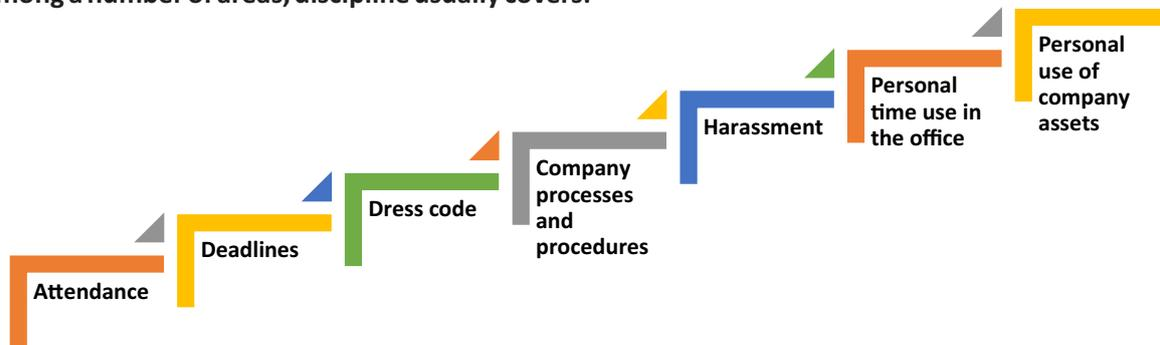 mong a number of areas, discipline usually covers:
Attendance
Deadlines
Dress code
Company
processes
and
procedures
Harassment
Personal
time use in
the office
Personal
use of
company
assets